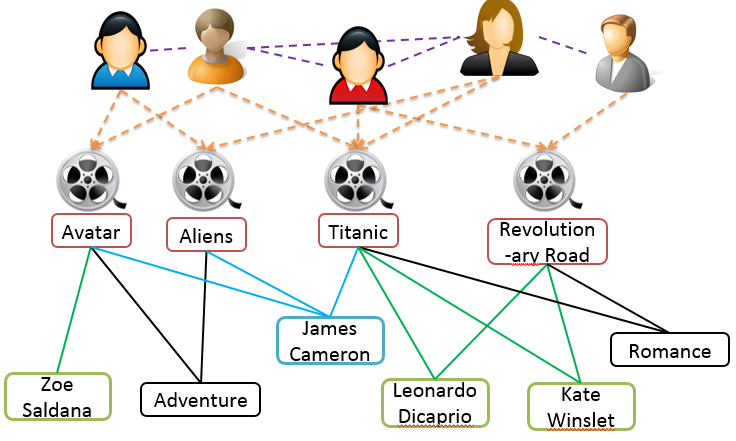 Avatar
Aliens
Titanic
Revolution
-ary Road
James
Cameron
Romance
Zoe
Saldana
Adventure
Leonardo
Dicaprio
Kate
Winslet